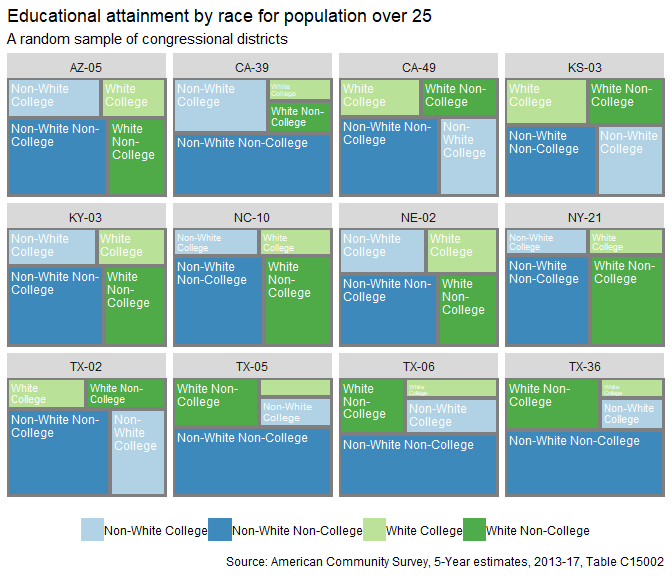 Educational attainment by race for population over 25
A random sample of congressional districts
AZ-05
CA-39
CA-49
KS-03
Non-White
College
White
College
Non-White Non-
College
White
Non-
College
Non-White
College
White
College
White Non-
College
Non-White Non-College
White
College
White Non-
College
Non-White Non-
College
Non-
White
College
White
College
White Non-
College
Non-White Non-
College
Non-White
College
KY-03
NC-10
NE-02
NY-21
Non-White
College
White
College
Non-White Non-
College
White
Non-
College
Non-White
College
White
College
Non-White
Non-College
White Non-
College
Non-White
College
White
College
Non-White Non-
College
White
Non-
College
Non-White
College
White
College
Non-White
Non-College
White Non-
College
TX-02
TX-05
TX-06
TX-36
White
College
White Non-
College
Non-White Non-
College
Non-
White
College
White Non-
College
Non-White
College
Non-White Non-College
White
Non-
College
White
College
Non-White
College
Non-White Non-College
White Non-
College
White
College
Non-White
College
Non-White Non-College
Non-White College Non-White Non-College White College White Non-College
Source: American Community Survey, 5-Year estimates, 2013-17, Table C15002